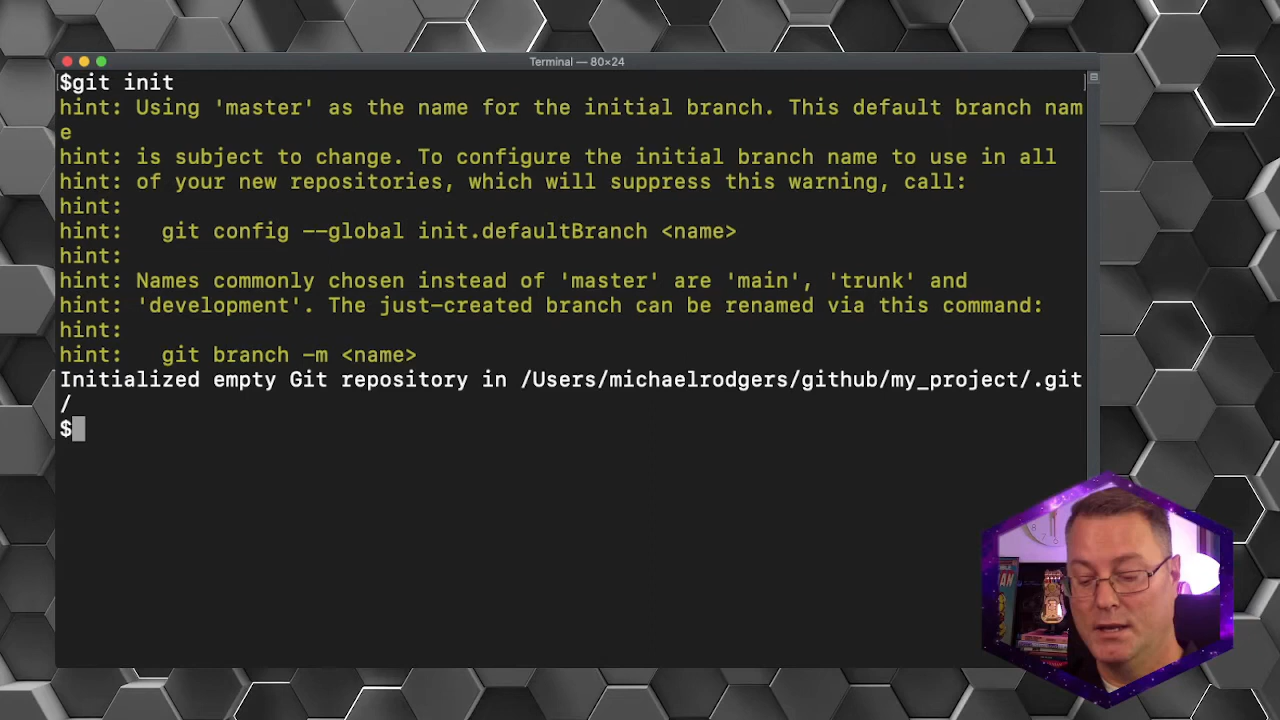 Terminal — 80×24
$git init
hint: Using 'master' as the name for the initial branch. This default branch nam
e
hint: is subject to change. To configure the initial branch name to use in all
hint: of your new repositories, which will suppress this warning, call:
hint:
hint:   git config --global init.defaultBranch <name>
hint:
hint: Names commonly chosen instead of 'master' are 'main', 'trunk' and
hint: 'development'. The just-created branch can be renamed via this command:
hint:
hint:   git branch -m <name>
Initialized empty Git repository in /Users/michaelrodgers/github/my_project/.git
/
$